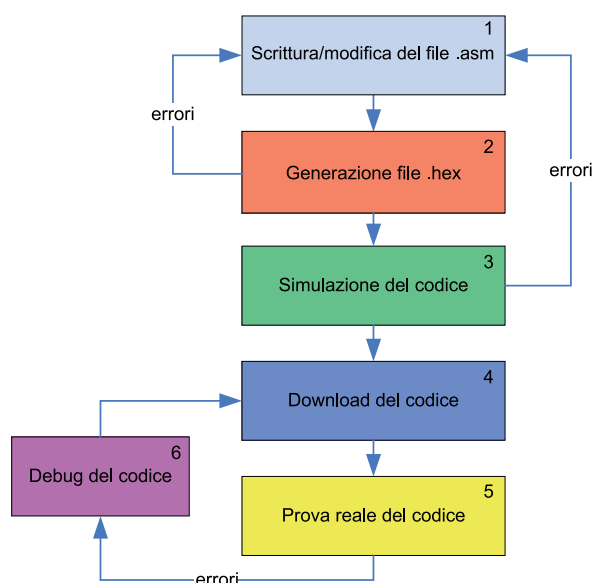 1
Scrittura/modifica del file .asm
errori
2
Generazione file .hex
errori
3
Simulazione del codice
4
Download del codice
6
Debug del codice
5
Prova reale del codice
errori